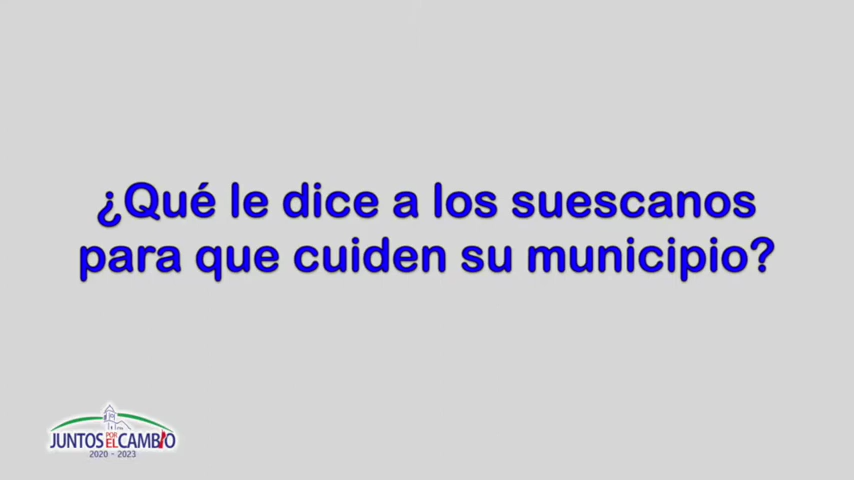 ¿Qué le dice a los suescanos
para que cuiden su municipio?
JUNTOS POR EL CAMBIO
2020 - 2023